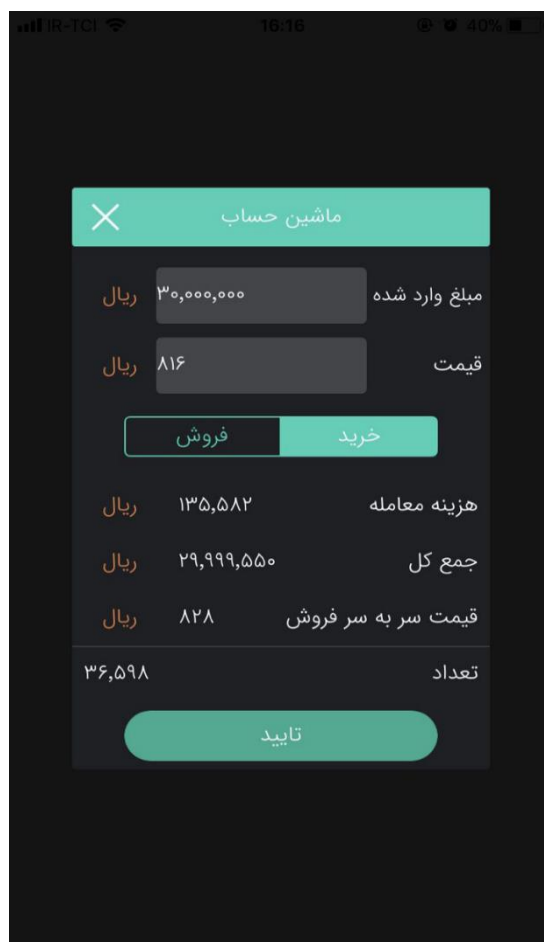 IR-TCI 16:16 40%
ماشین حساب
مبلغ وارد شده ۳۰,۰۰۰,۰۰۰ ریال
قیمت ۸۱۶ ریال
خرید فروش
هزینه معامله ۱۳۵,۵۸۲ ریال
جمع کل ۲۹,۹۹۹,۵۵۰ ریال
قیمت سر به سر فروش ۸۲۸ ریال
تعداد ۳۶,۵۹۸
تایید